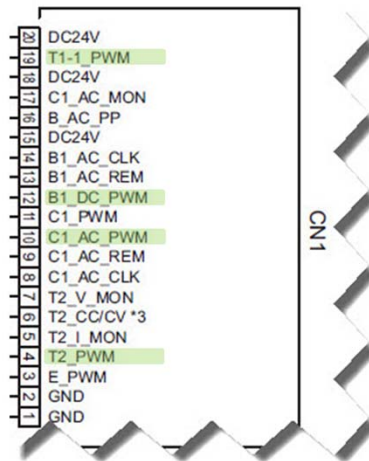 20 DC24V
19 T1-1_PWM
18 DC24V
17 C1_AC_MON
16 B_AC_PP
15 DC24V
14 B1_AC_CLK
13 B1_AC_REM
12 B1_DC_PWM
11 C1_PWM
10 C1_AC_PWM
9 C1_AC_REM
8 C1_AC_CLK
7 T2_V_MON
6 T2_CC/CV *3
5 T2_I_MON
4 T2_PWM
3 E_PWM
2 GND
1 GND
CN1